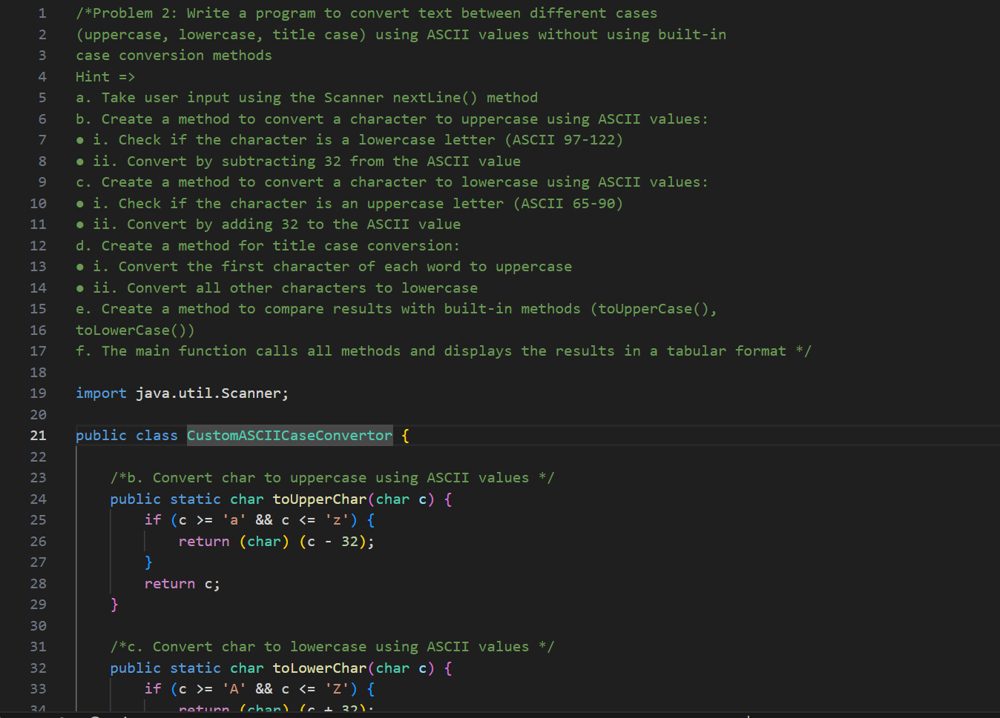 1 /*Problem 2: Write a program to convert text between different cases
2 (uppercase, lowercase, title case) using ASCII values without using built-in
3 case conversion methods
4 Hint =>
5 a. Take user input using the Scanner nextLine() method
6 b. Create a method to convert a character to uppercase using ASCII values:
7 ● i. Check if the character is a lowercase letter (ASCII 97-122)
8 ● ii. Convert by subtracting 32 from the ASCII value
9 c. Create a method to convert a character to lowercase using ASCII values:
10 ● i. Check if the character is an uppercase letter (ASCII 65-90)
11 ● ii. Convert by adding 32 to the ASCII value
12 d. Create a method for title case conversion:
13 ● i. Convert the first character of each word to uppercase
14 ● ii. Convert all other characters to lowercase
15 e. Create a method to compare results with built-in methods (toUpperCase(),
16 toLowerCase())
17 f. The main function calls all methods and displays the results in a tabular format */
18
19 import java.util.Scanner;
20
21 public class CustomASCIICaseConvertor {
22
23     /*b. Convert char to uppercase using ASCII values */
24     public static char toUpperChar(char c) {
25         if (c >= 'a' && c <= 'z') {
26             return (char) (c - 32);
27         }
28         return c;
29     }
30
31     /*c. Convert char to lowercase using ASCII values */
32     public static char toLowerChar(char c) {
33         if (c >= 'A' && c <= 'Z') {
34             return (char) (c + 32);